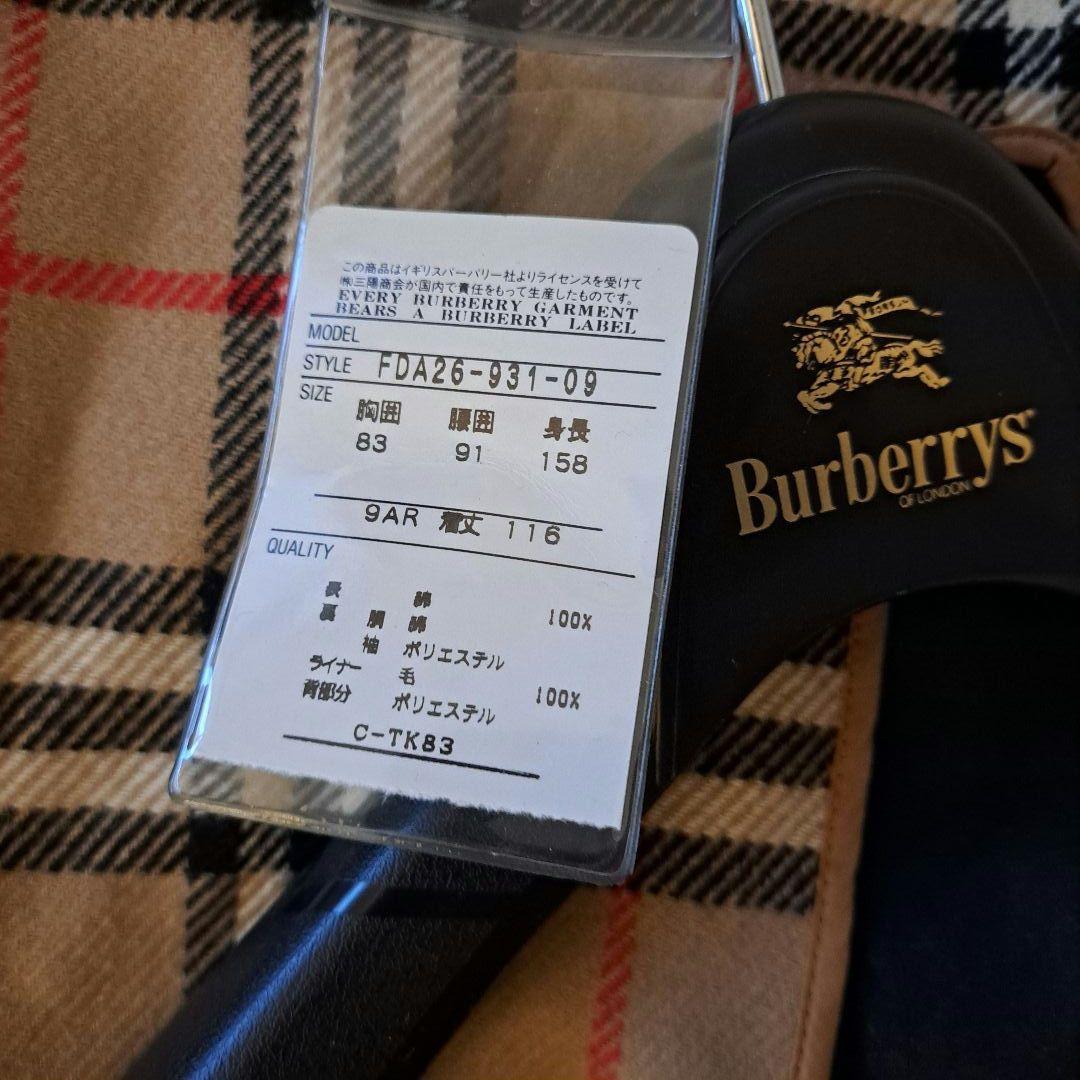 この商品はイギリスバーバリー社よりライセンスを受けて
㈱三陽商会が国内で責任をもって生産したものです。
EVERY BURBERRY GARMENT
BEARS A BURBERRY LABEL
MODEL
STYLE FDA26-931-09
SIZE
胸囲 腰囲 身長
83 91 158
9AR 着丈 116
QUALITY
表 綿 100%
裏 胴 綿
袖 ポリエステル
ライナー 毛 100%
背部分 ポリエステル
C-TK83
Burberrys
OF LONDON